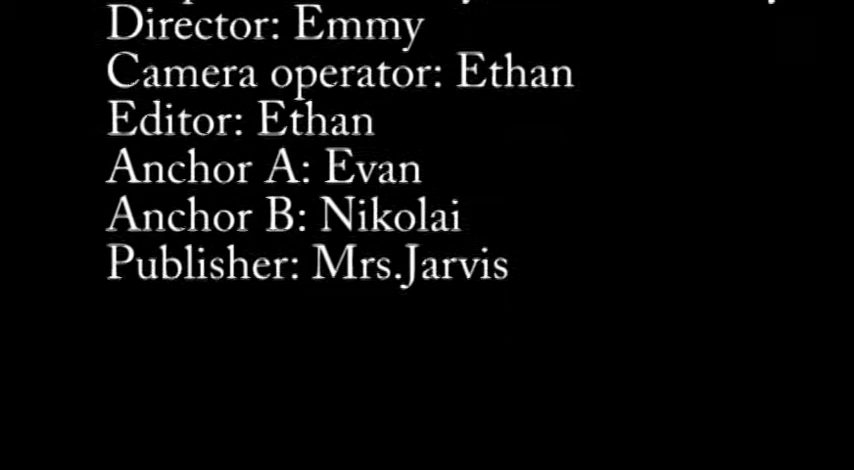 Director: Emmy
Camera operator: Ethan
Editor: Ethan
Anchor A: Evan
Anchor B: Nikolai
Publisher: Mrs.Jarvis